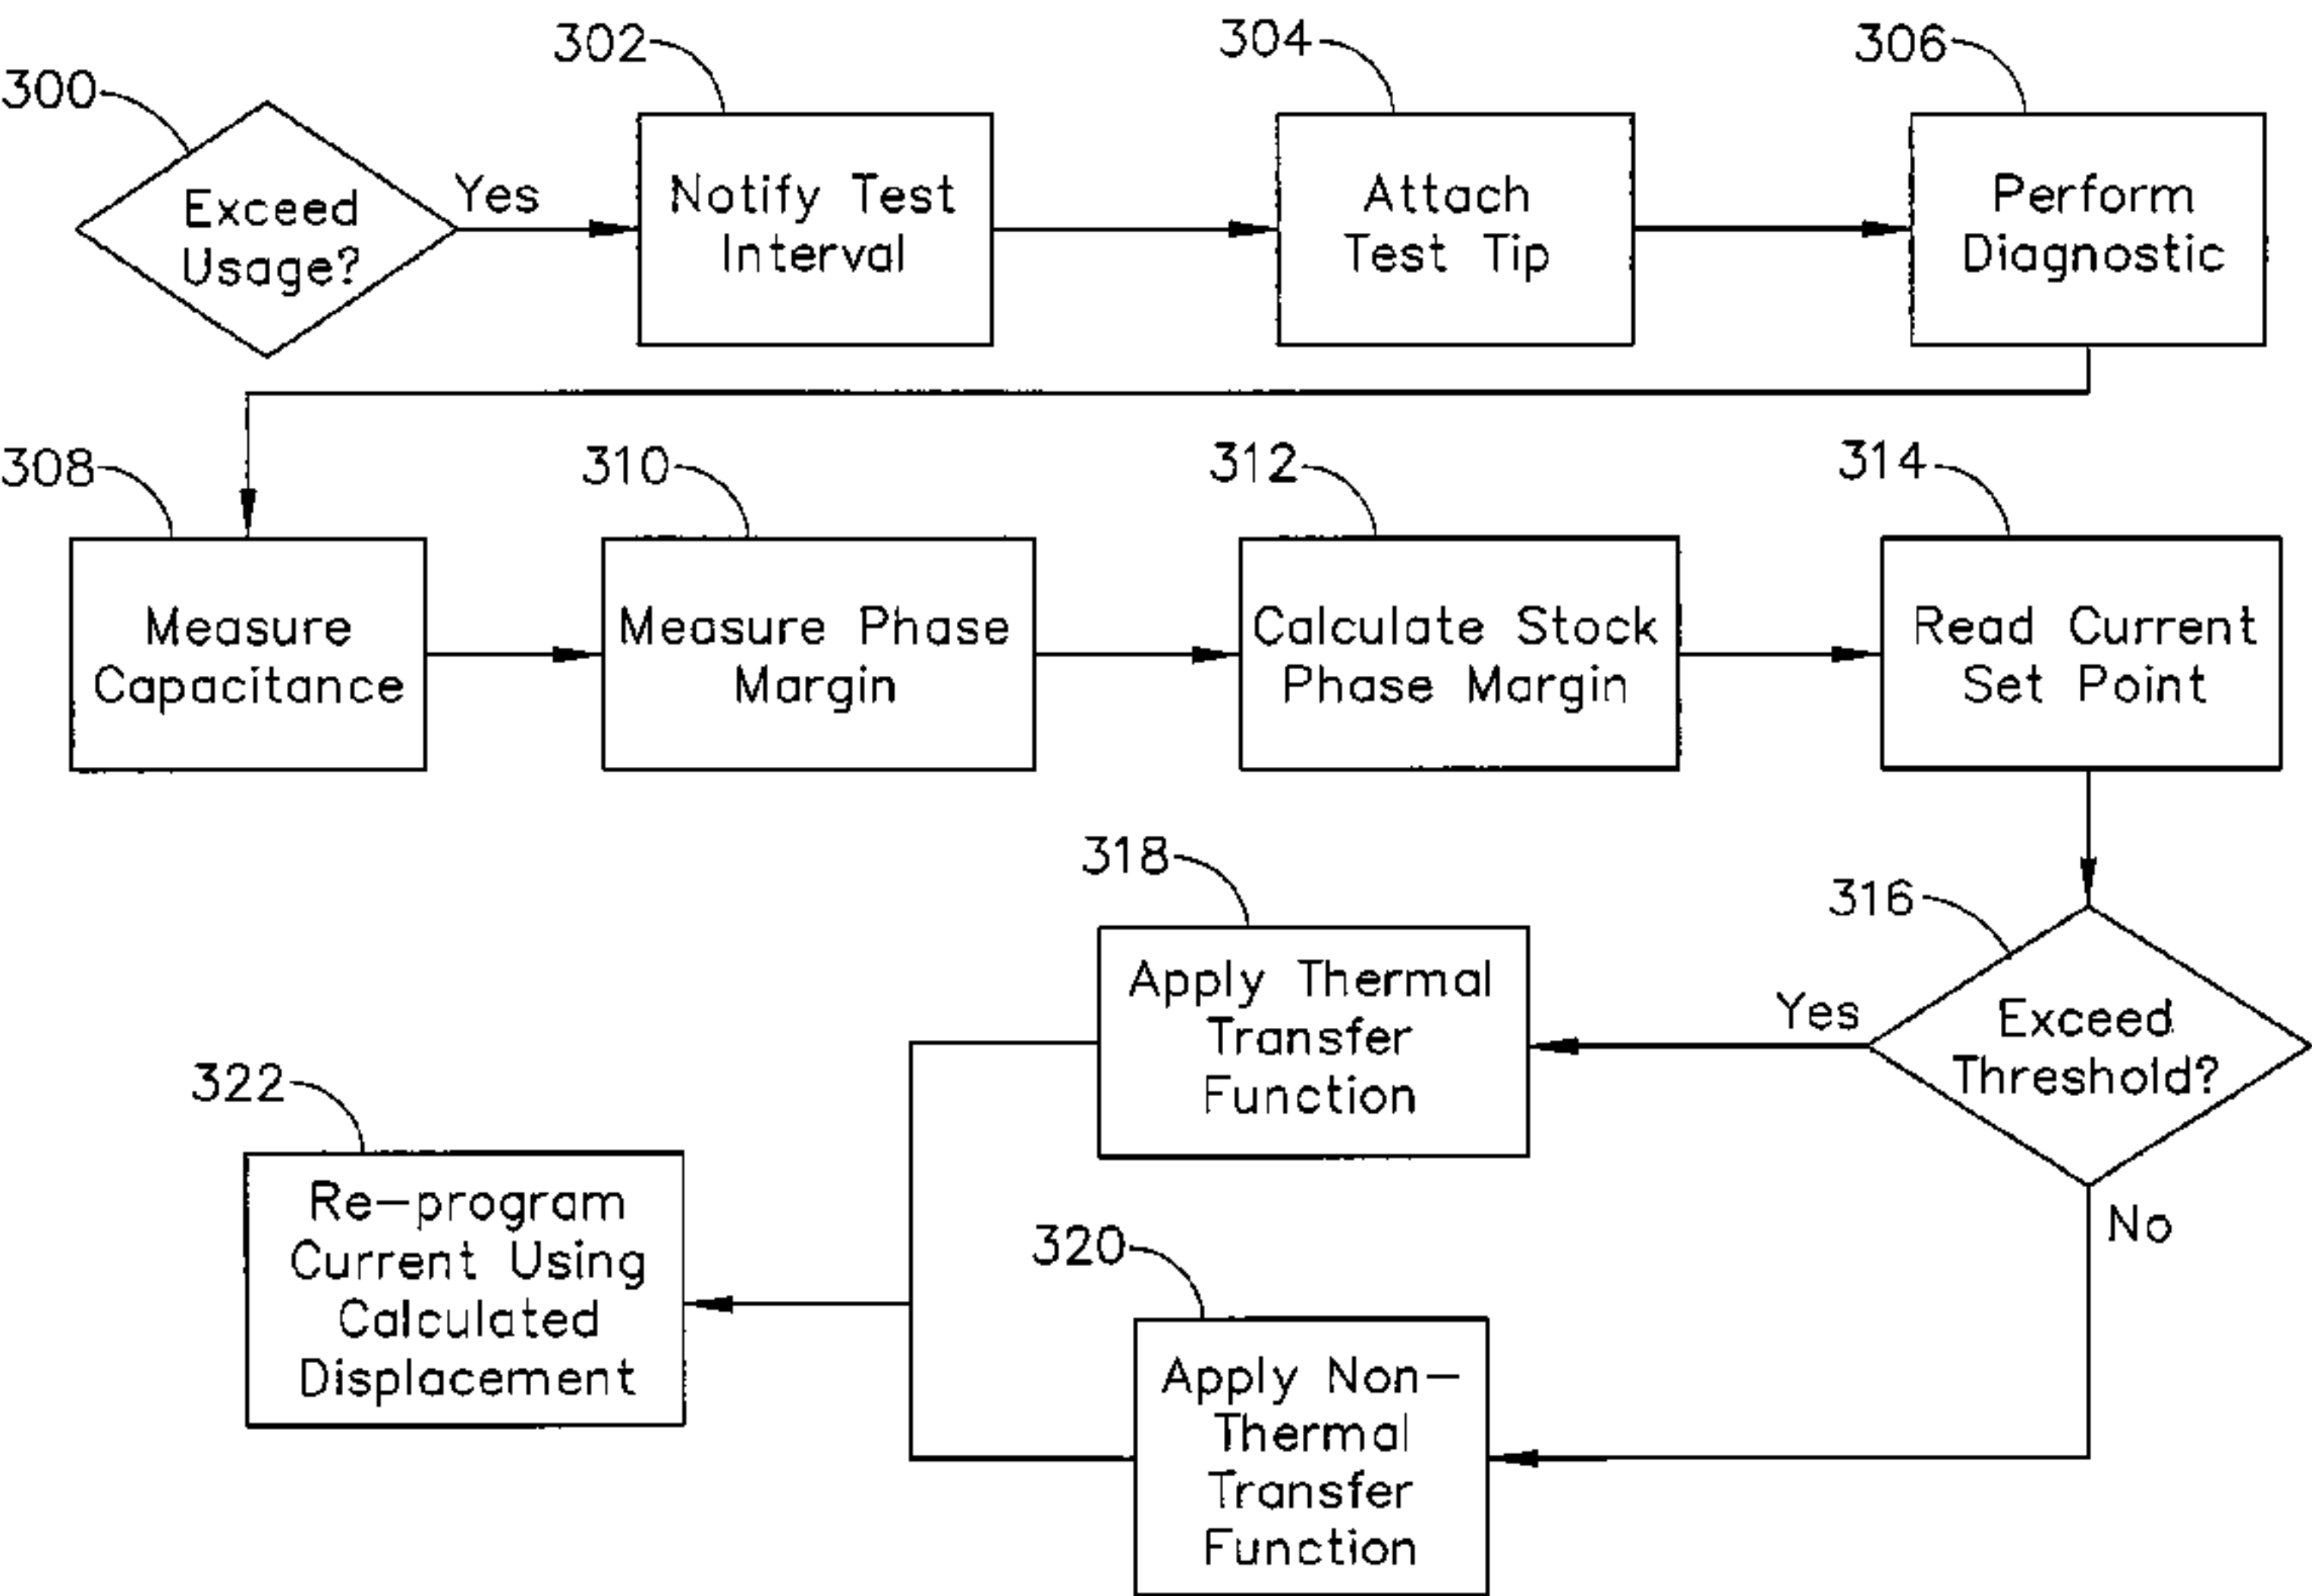 300
302
304
306
Exceed
Usage?
Yes
Notify Test
Interval
Attach
Test Tip
Perform
Diagnostic
308
310
312
314
Measure
Capacitance
Measure Phase
Margin
Calculate Stock
Phase Margin
Read Current
Set Point
316
Exceed
Threshold?
Yes
No
318
Apply Thermal
Transfer
Function
320
Apply Non-
Thermal
Transfer
Function
322
Re-program
Current Using
Calculated
Displacement